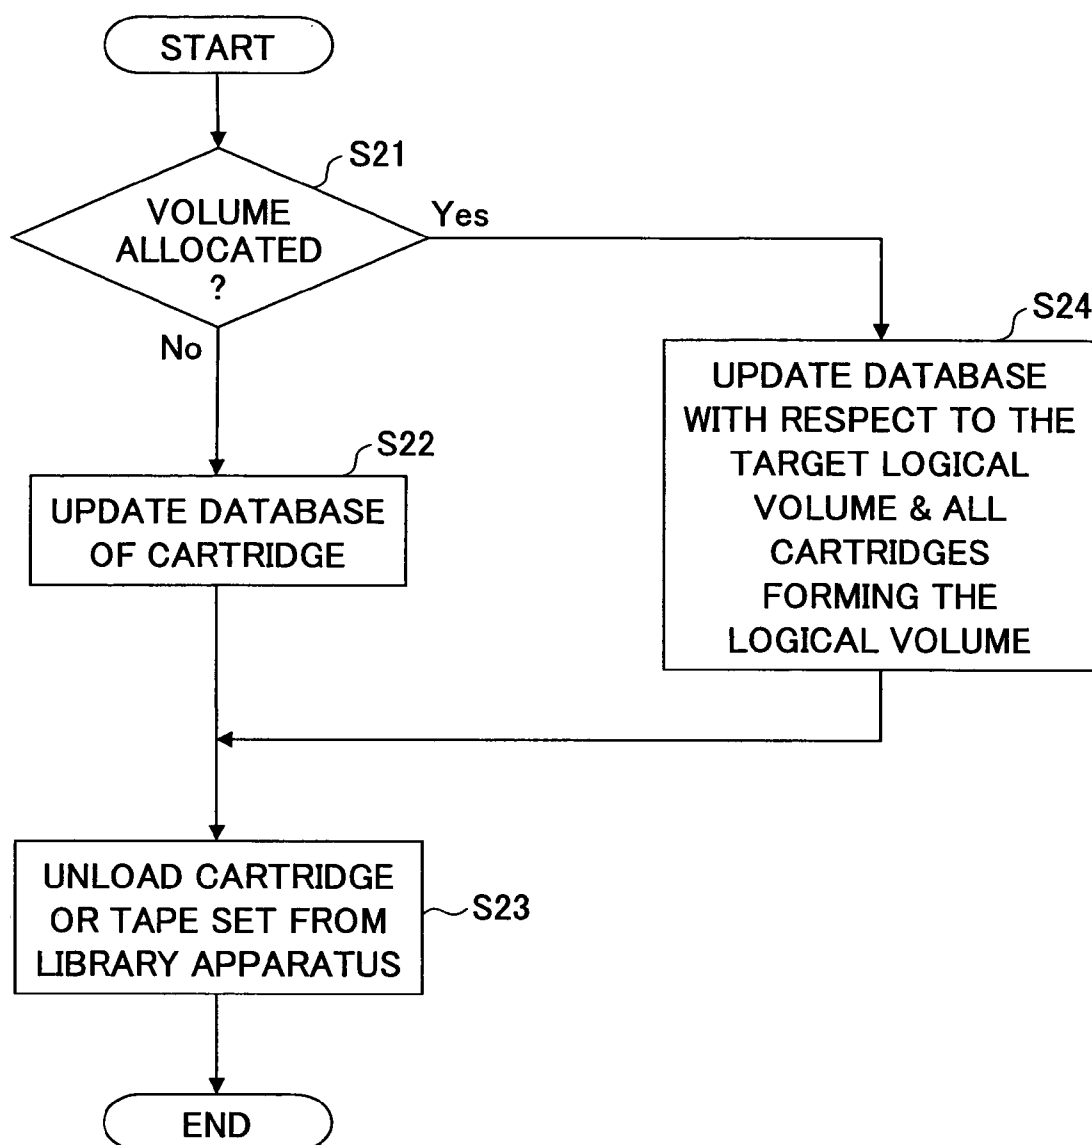 START
S21
VOLUME
ALLOCATED
?
Yes
No
S24
UPDATE DATABASE
WITH RESPECT TO THE
TARGET LOGICAL
VOLUME & ALL
CARTRIDGES
FORMING THE
LOGICAL VOLUME
S22
UPDATE DATABASE
OF CARTRIDGE
UNLOAD CARTRIDGE
OR TAPE SET FROM
LIBRARY APPARATUS
S23
END